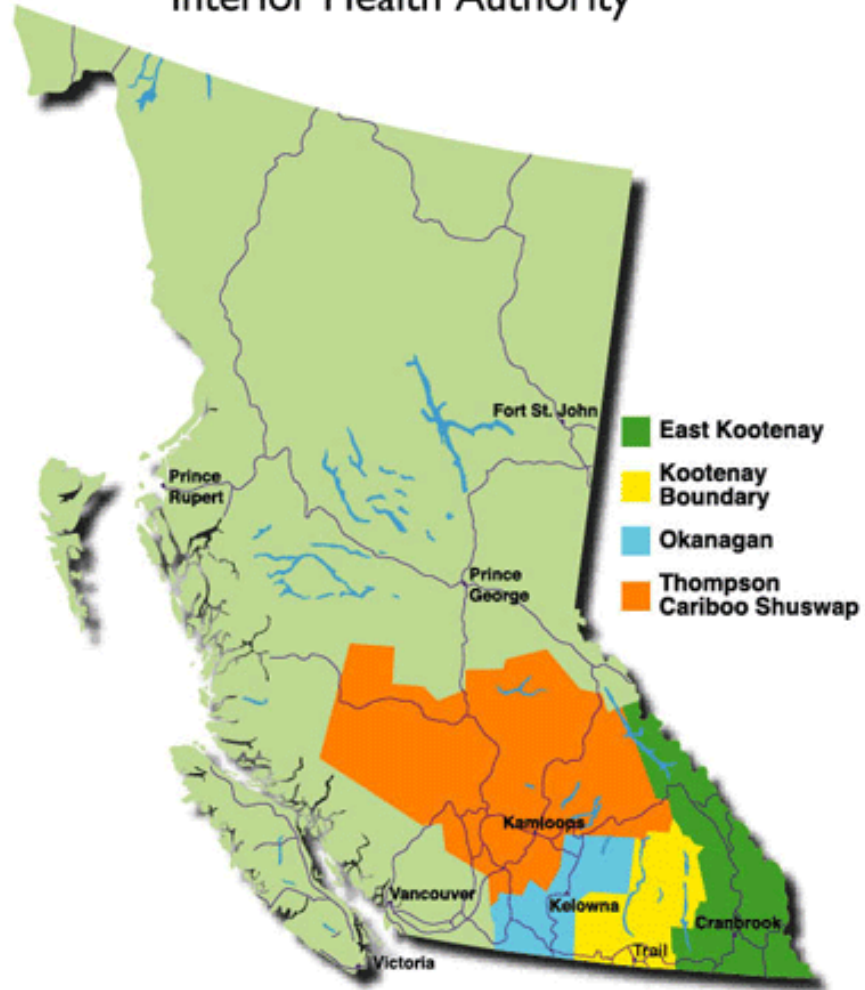 Interior Health Authority
Fort St. John
East Kootenay
Kootenay
Boundary
Prince
Rupert
Okanagan
Prince
George
Thompson
Cariboo Shuswap
Kamloops
Vancouver
Kelowna
Cranbrook
Trail
Victoria